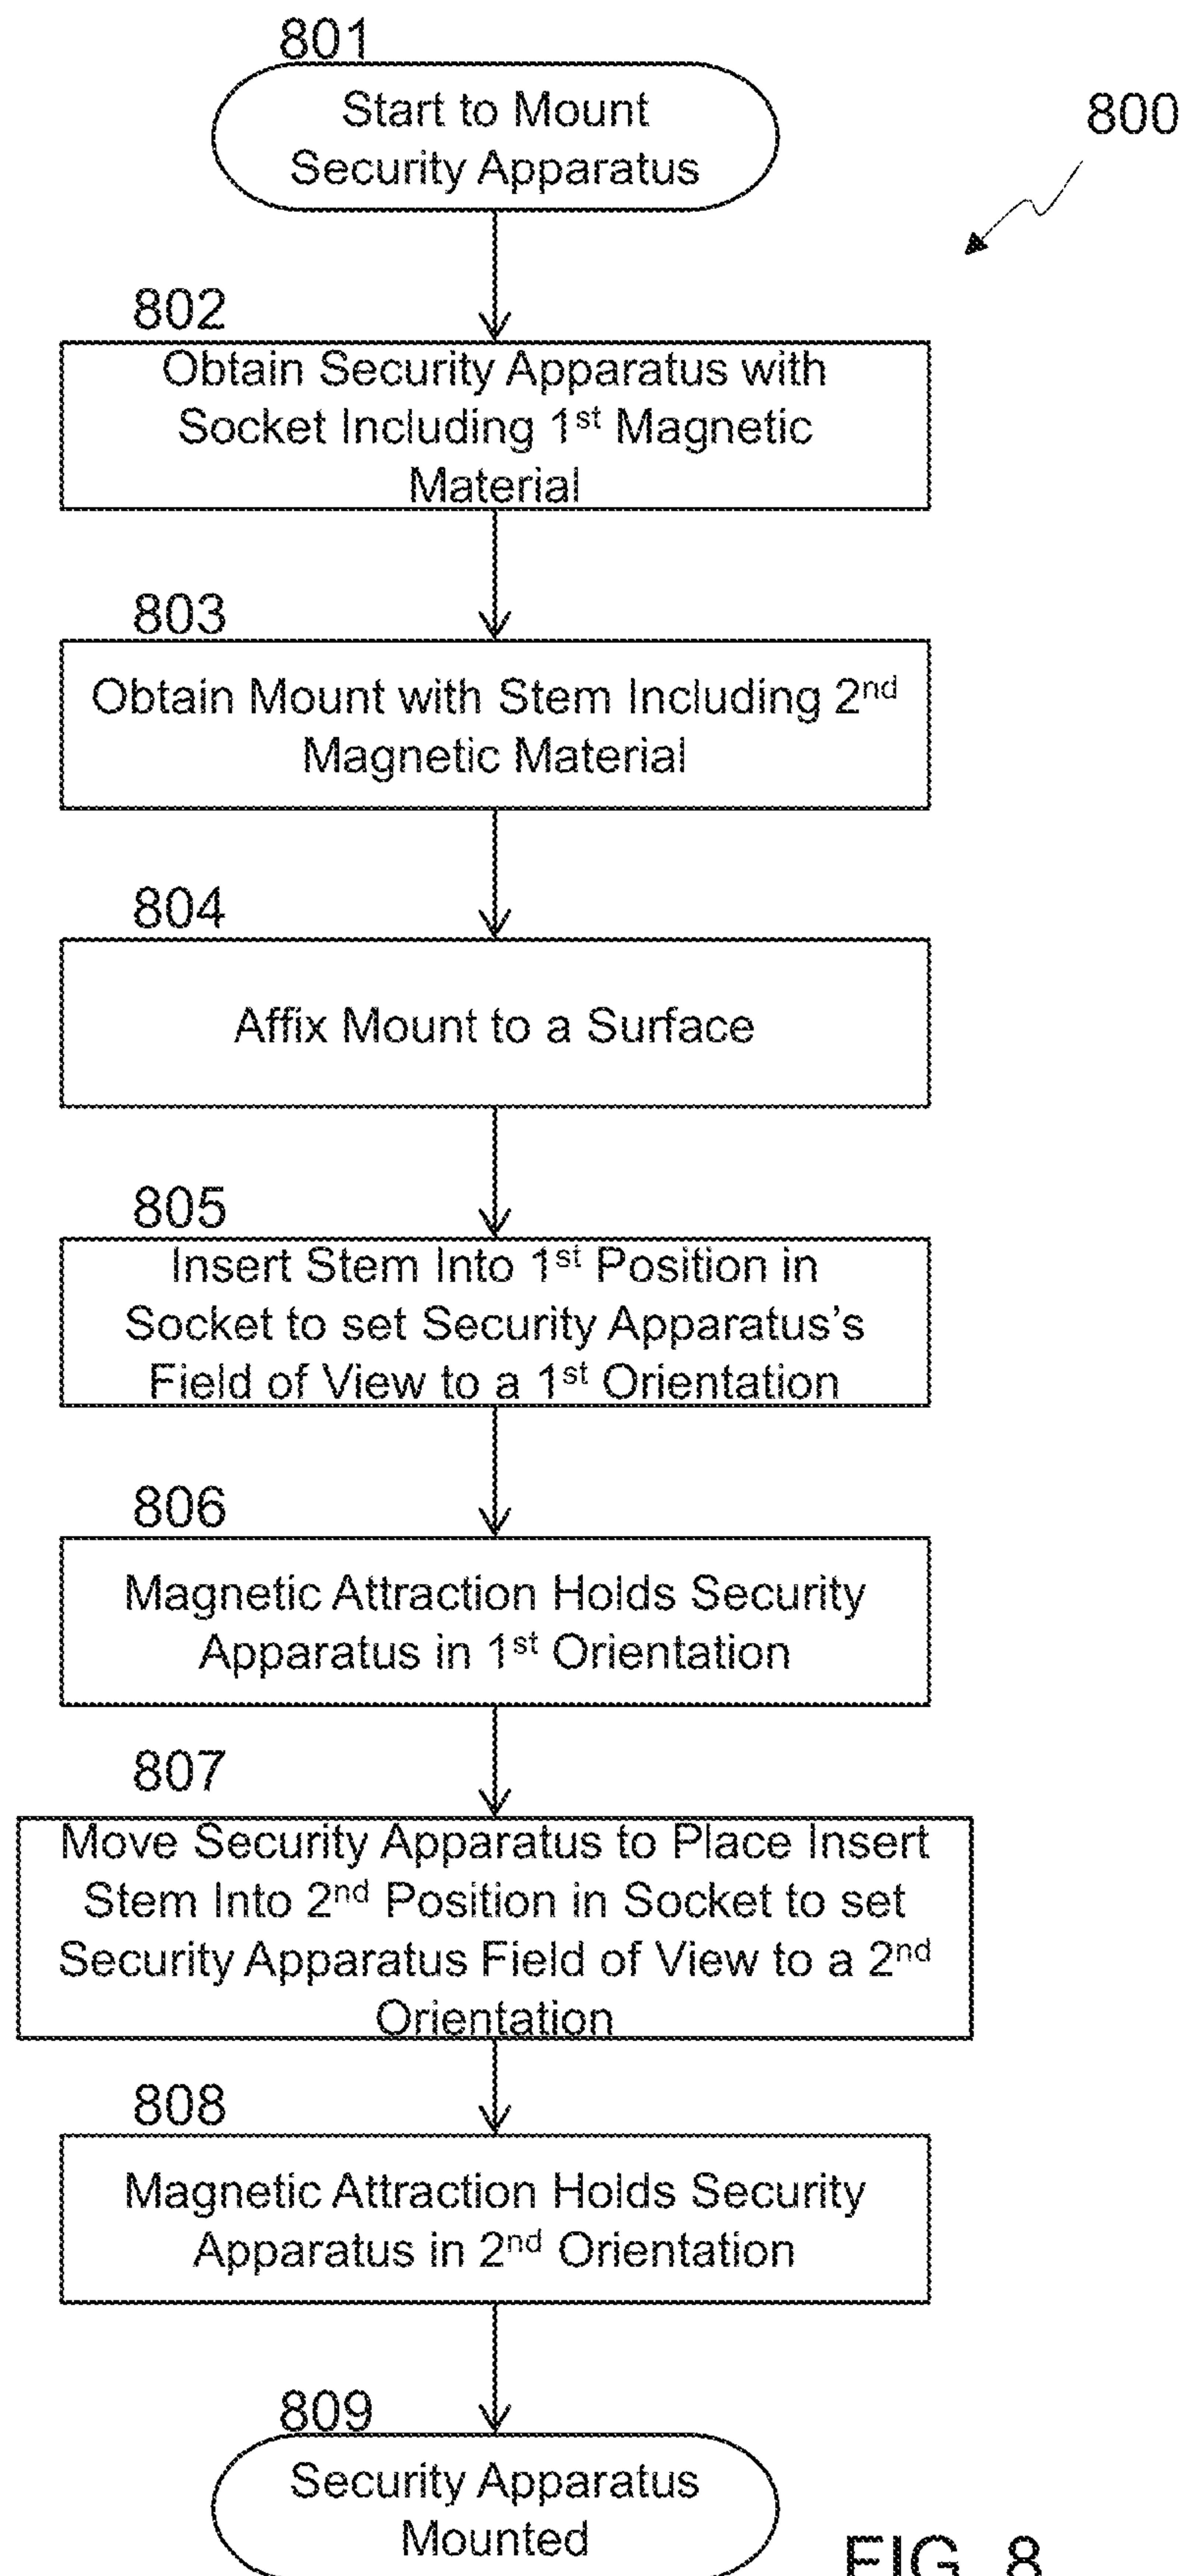 801
Start to Mount
Security Apparatus
800
802
Obtain Security Apparatus with
Socket Including 1st Magnetic
Material
803
Obtain Mount with Stem Including 2nd
Magnetic Material
804
Affix Mount to a Surface
805
Insert Stem Into 1st Position in
Socket to set Security Apparatus’s
Field of View to a 1st Orientation
806
Magnetic Attraction Holds Security
Apparatus in 1st Orientation
807
Move Security Apparatus to Place Insert
Stem Into 2nd Position in Socket to set
Security Apparatus Field of View to a 2nd
Orientation
808
Magnetic Attraction Holds Security
Apparatus in 2nd Orientation
809
Security Apparatus
Mounted
FIG. 8